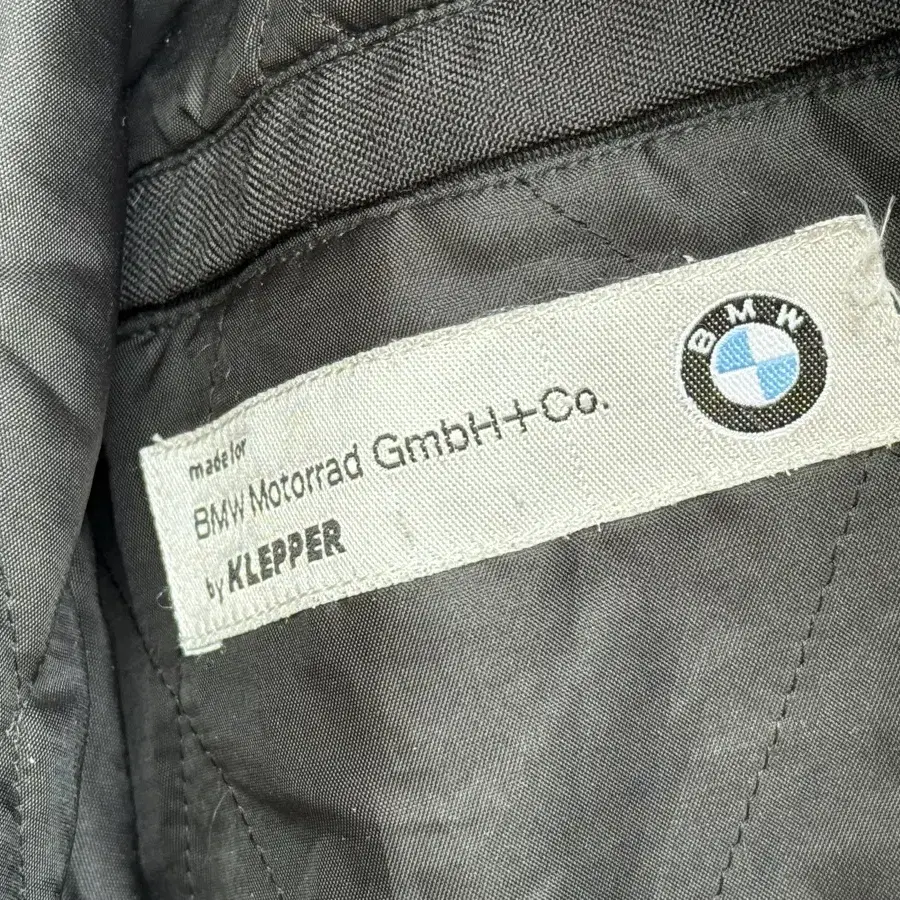 made for
BMW Motorrad GmbH+Co.
by KLEPPER
BMW